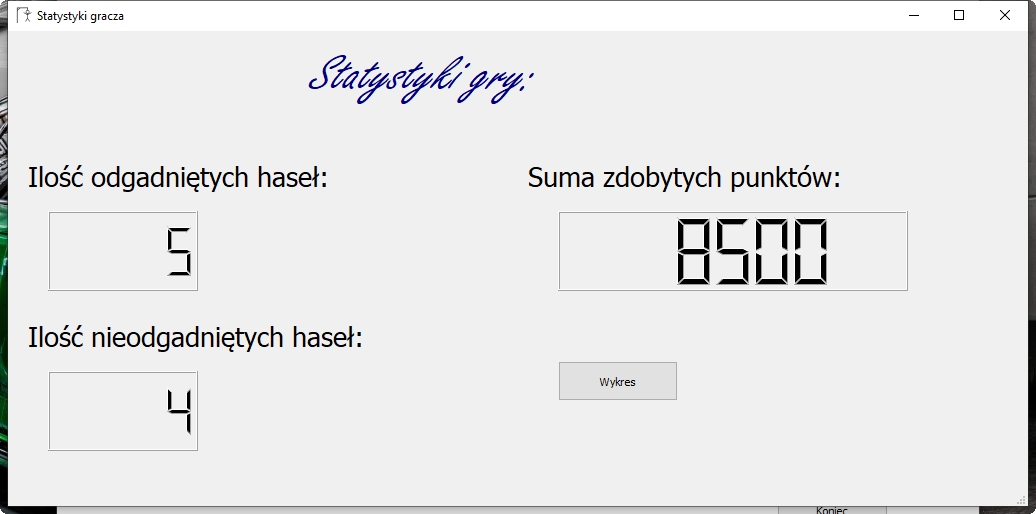 Statystyki gracza
Statystyki gry:
Ilość odgadniętych haseł:
5
Suma zdobytych punktów:
8500
Ilość nieodgadniętych haseł:
4
Wykres
Koniec